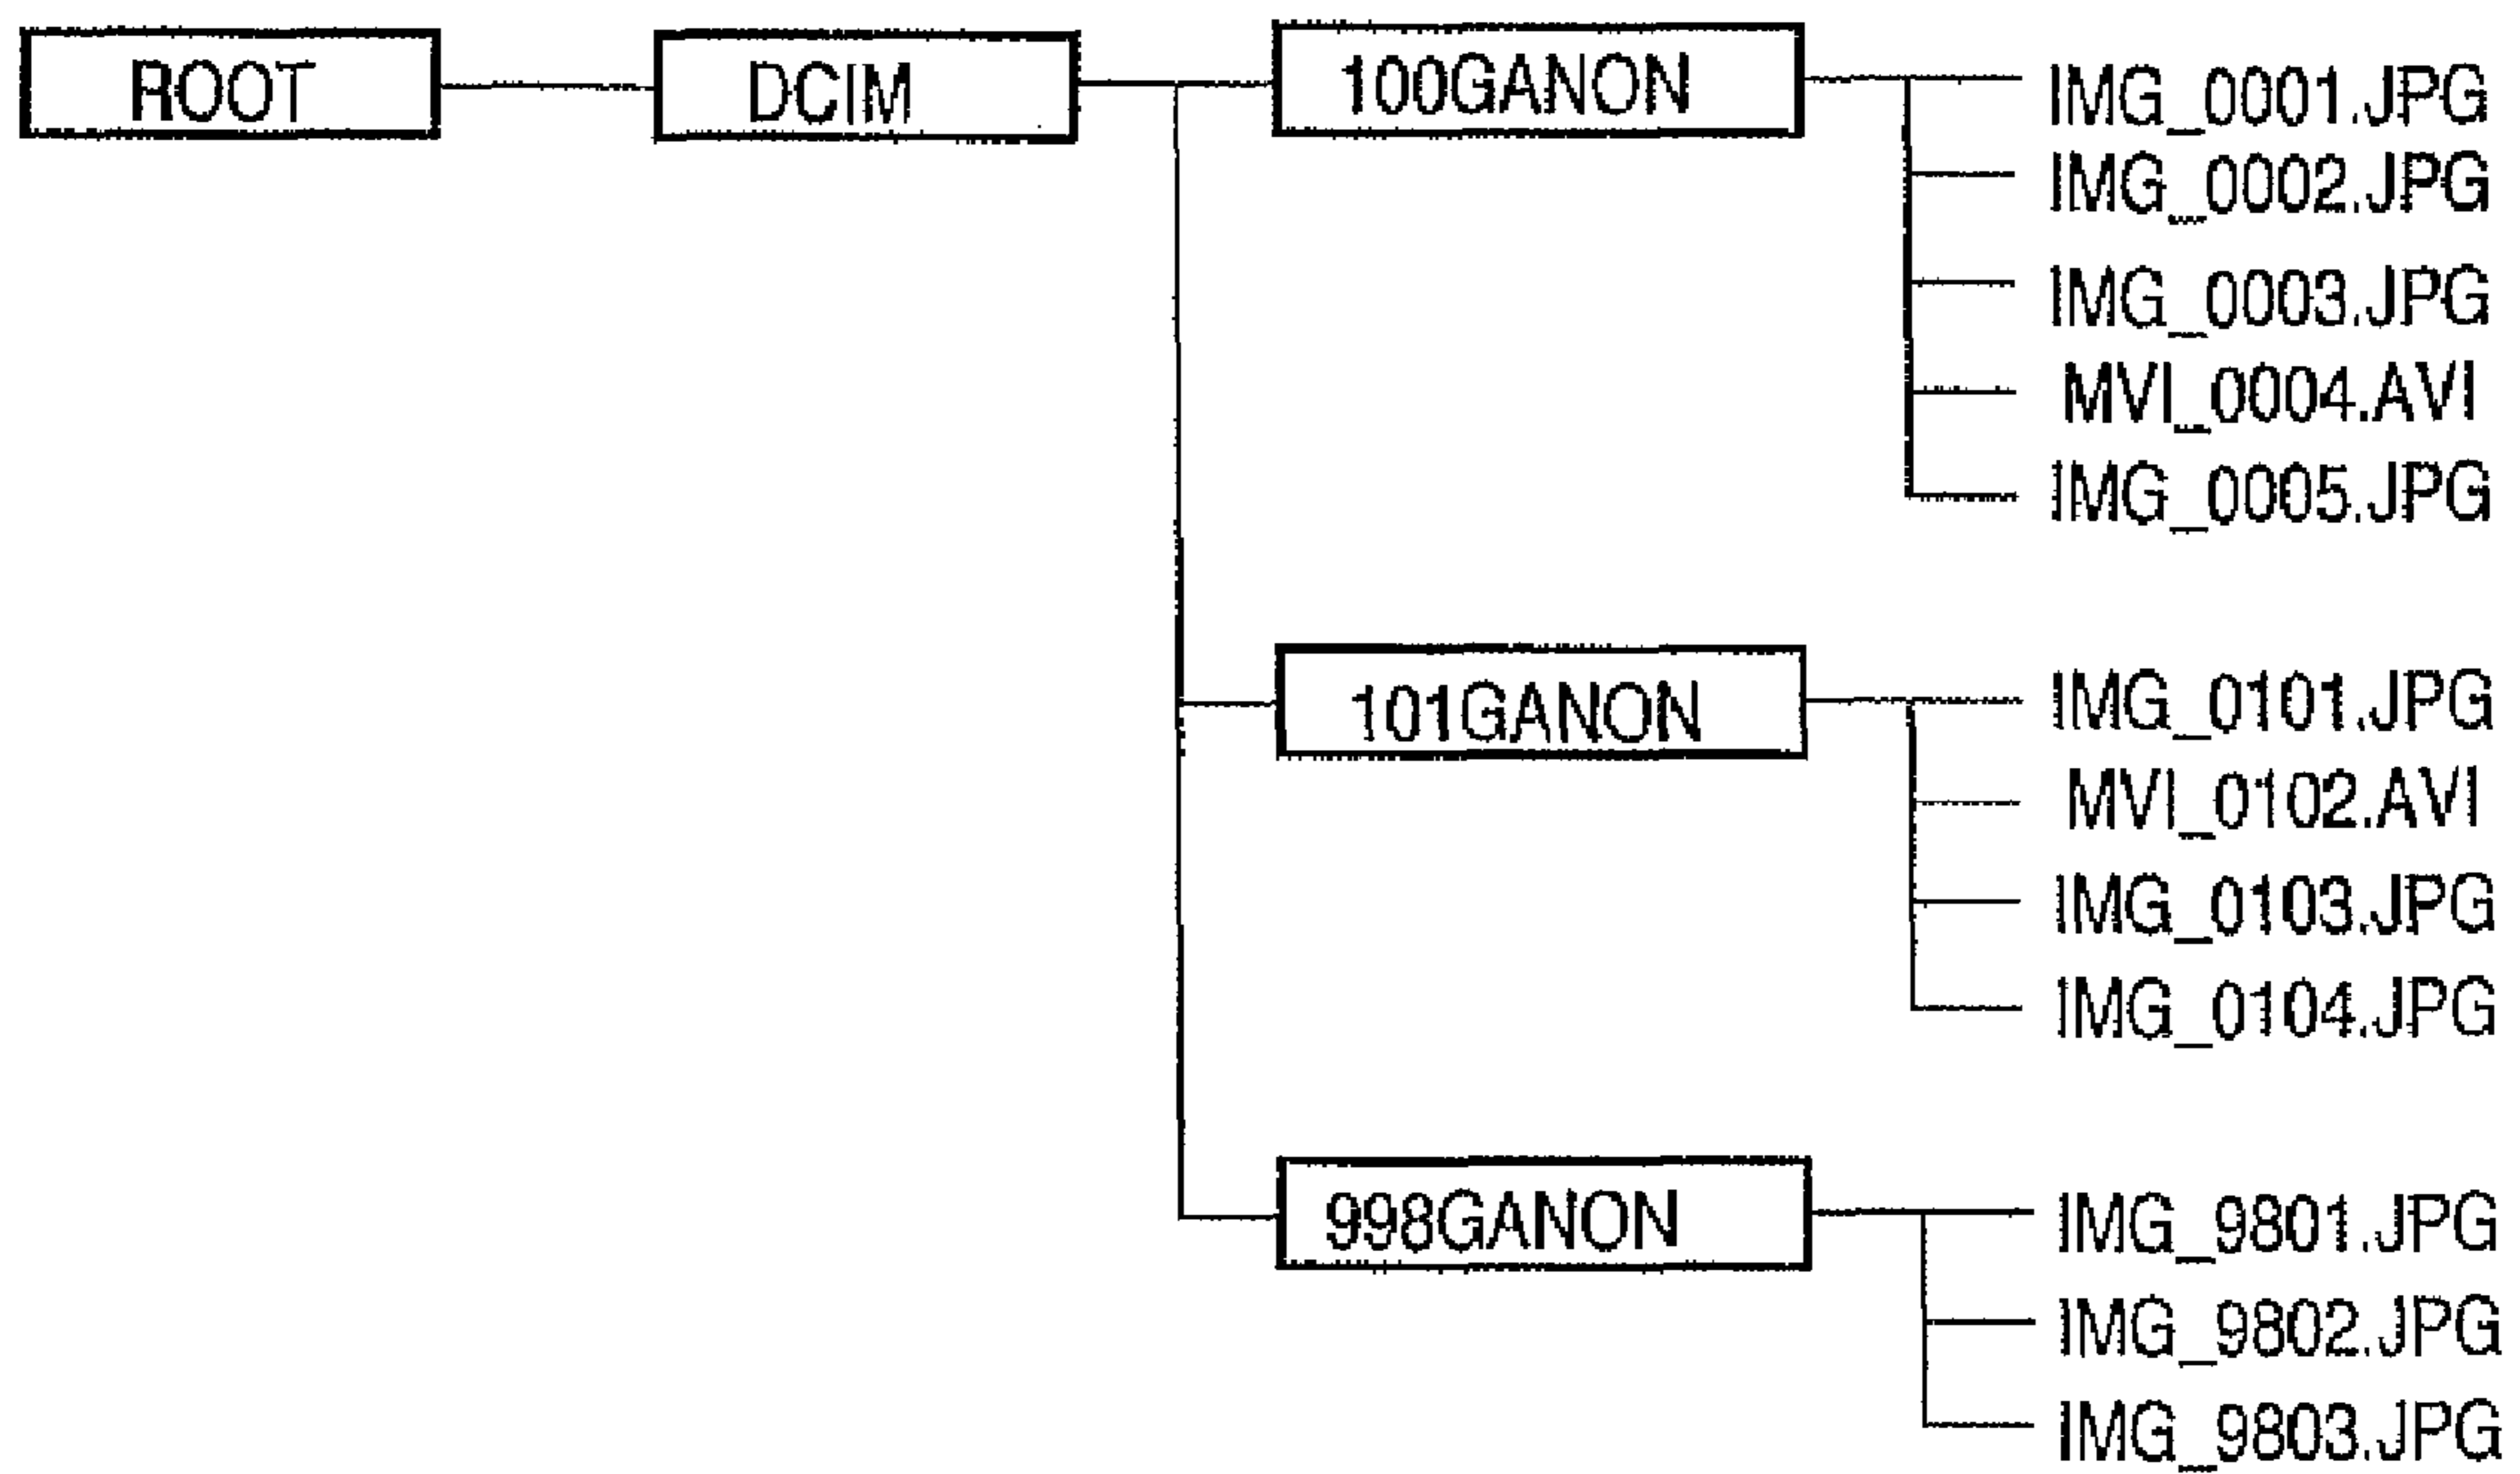 ROOT
DCIM
100GANON
IMG_0001.JPG
IMG_0002.JPG
IMG_0003.JPG
MVI_0004.AVI
IMG_0005.JPG
101GANON
IMG_0101.JPG
MVI_0102.AVI
IMG_0103.JPG
IMG_0104.JPG
998GANON
IMG_9801.JPG
IMG_9802.JPG
IMG_9803.JPG